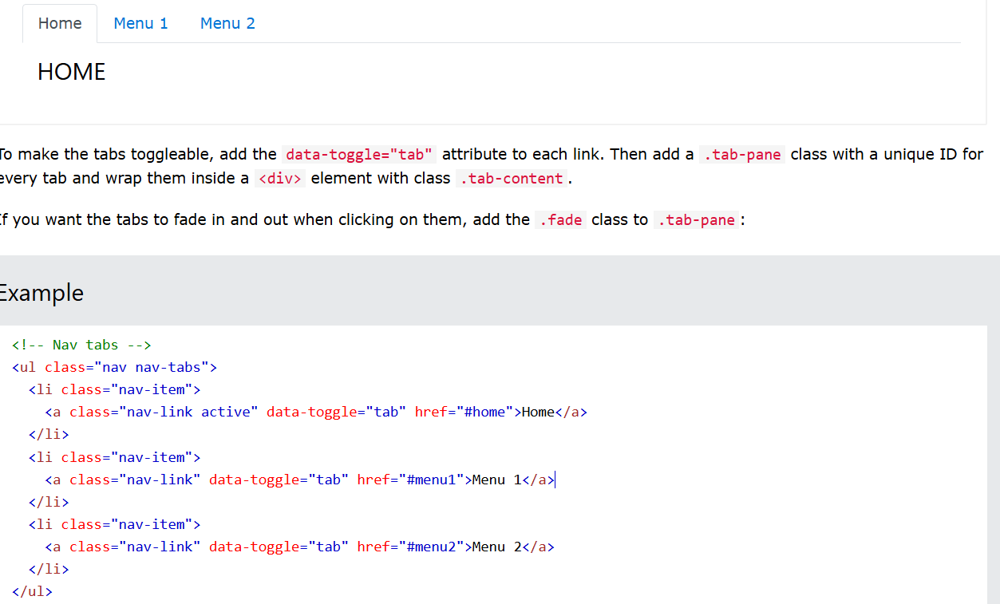 Home Menu 1 Menu 2
HOME
To make the tabs toggleable, add the data-toggle="tab" attribute to each link. Then add a .tab-pane class with a unique ID for
every tab and wrap them inside a <div> element with class .tab-content.
If you want the tabs to fade in and out when clicking on them, add the .fade class to .tab-pane:
Example
<!-- Nav tabs -->
<ul class="nav nav-tabs">
  <li class="nav-item">
    <a class="nav-link active" data-toggle="tab" href="#home">Home</a>
  </li>
  <li class="nav-item">
    <a class="nav-link" data-toggle="tab" href="#menu1">Menu 1</a>
  </li>
  <li class="nav-item">
    <a class="nav-link" data-toggle="tab" href="#menu2">Menu 2</a>
  </li>
</ul>